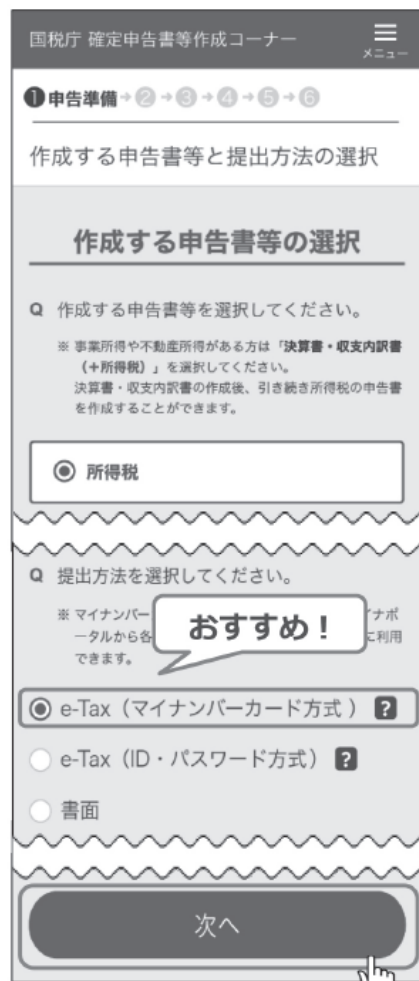 国税庁 確定申告書等作成コーナー
メニュー
❶申告準備→②→③→④→⑤→⑥
作成する申告書等と提出方法の選択
作成する申告書等の選択
Q 作成する申告書等を選択してください。
※ 事業所得や不動産所得がある方は「決算書・収支内訳書
(+所得税)」を選択してください。
決算書・収支内訳書の作成後、引き続き所得税の申告書
を作成することができます。
所得税
Q 提出方法を選択してください。
※ マイナンバー
ナポ
ータルから各
に利用
できます。
おすすめ！
e-Tax（マイナンバーカード方式 ） ?
e-Tax（ID・パスワード方式） ?
書面
次へ